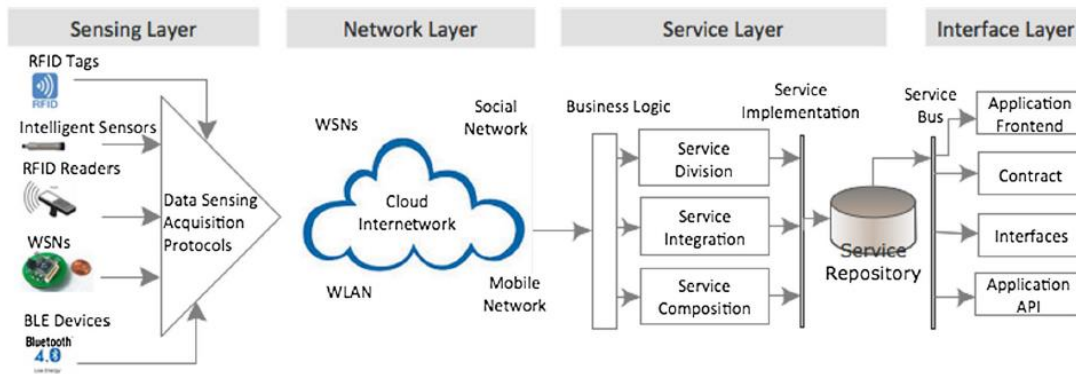 Sensing Layer
Network Layer
Service Layer
Interface Layer
RFID Tags
RFID
Intelligent Sensors
RFID Readers
WSNs
BLE Devices
Bluetooth
4.0
Low Energy
Data Sensing
Acquisition
Protocols
WSNs
Social
Network
Cloud
Internetwork
WLAN
Mobile
Network
Business Logic
Service
Division
Service
Integration
Service
Composition
Service
Implementation
Service
Repository
Service
Bus
Application
Frontend
Contract
Interfaces
Application
API